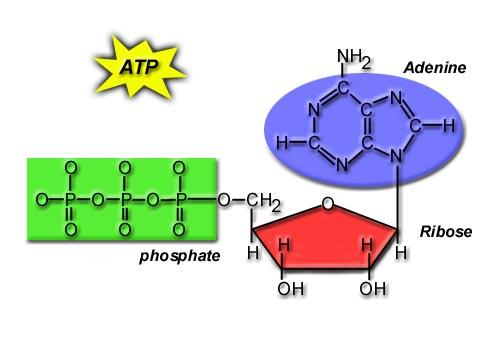 NH₂
ATP
Adenine
C N
N C
C H
H C C
N N
O O O
O P O P O P O CH₂ O
O O O
Ribose
H H H H
phosphate
OH OH